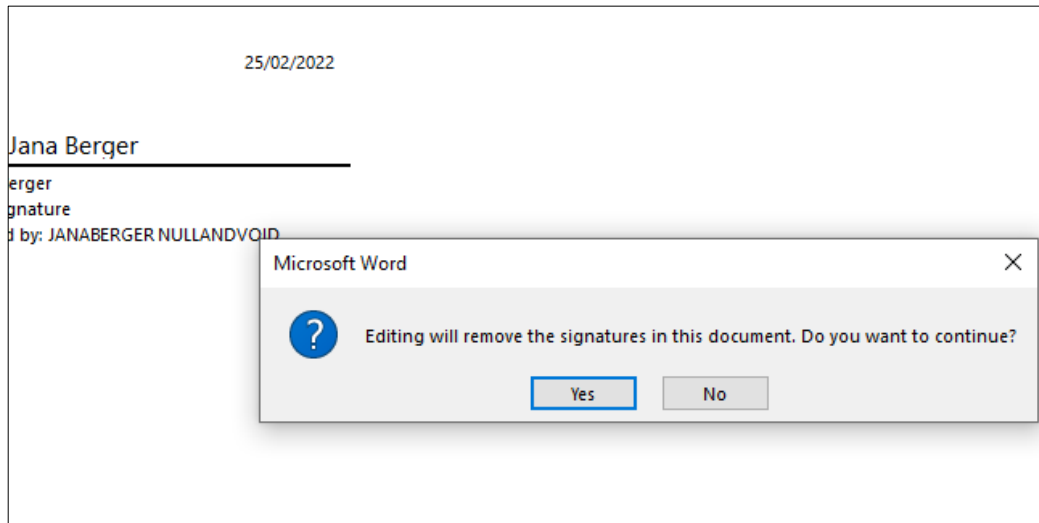 25/02/2022
Jana Berger
erger
gnature
d by: JANABERGER NULLANDVOID
Microsoft Word
Editing will remove the signatures in this document. Do you want to continue?
Yes
No